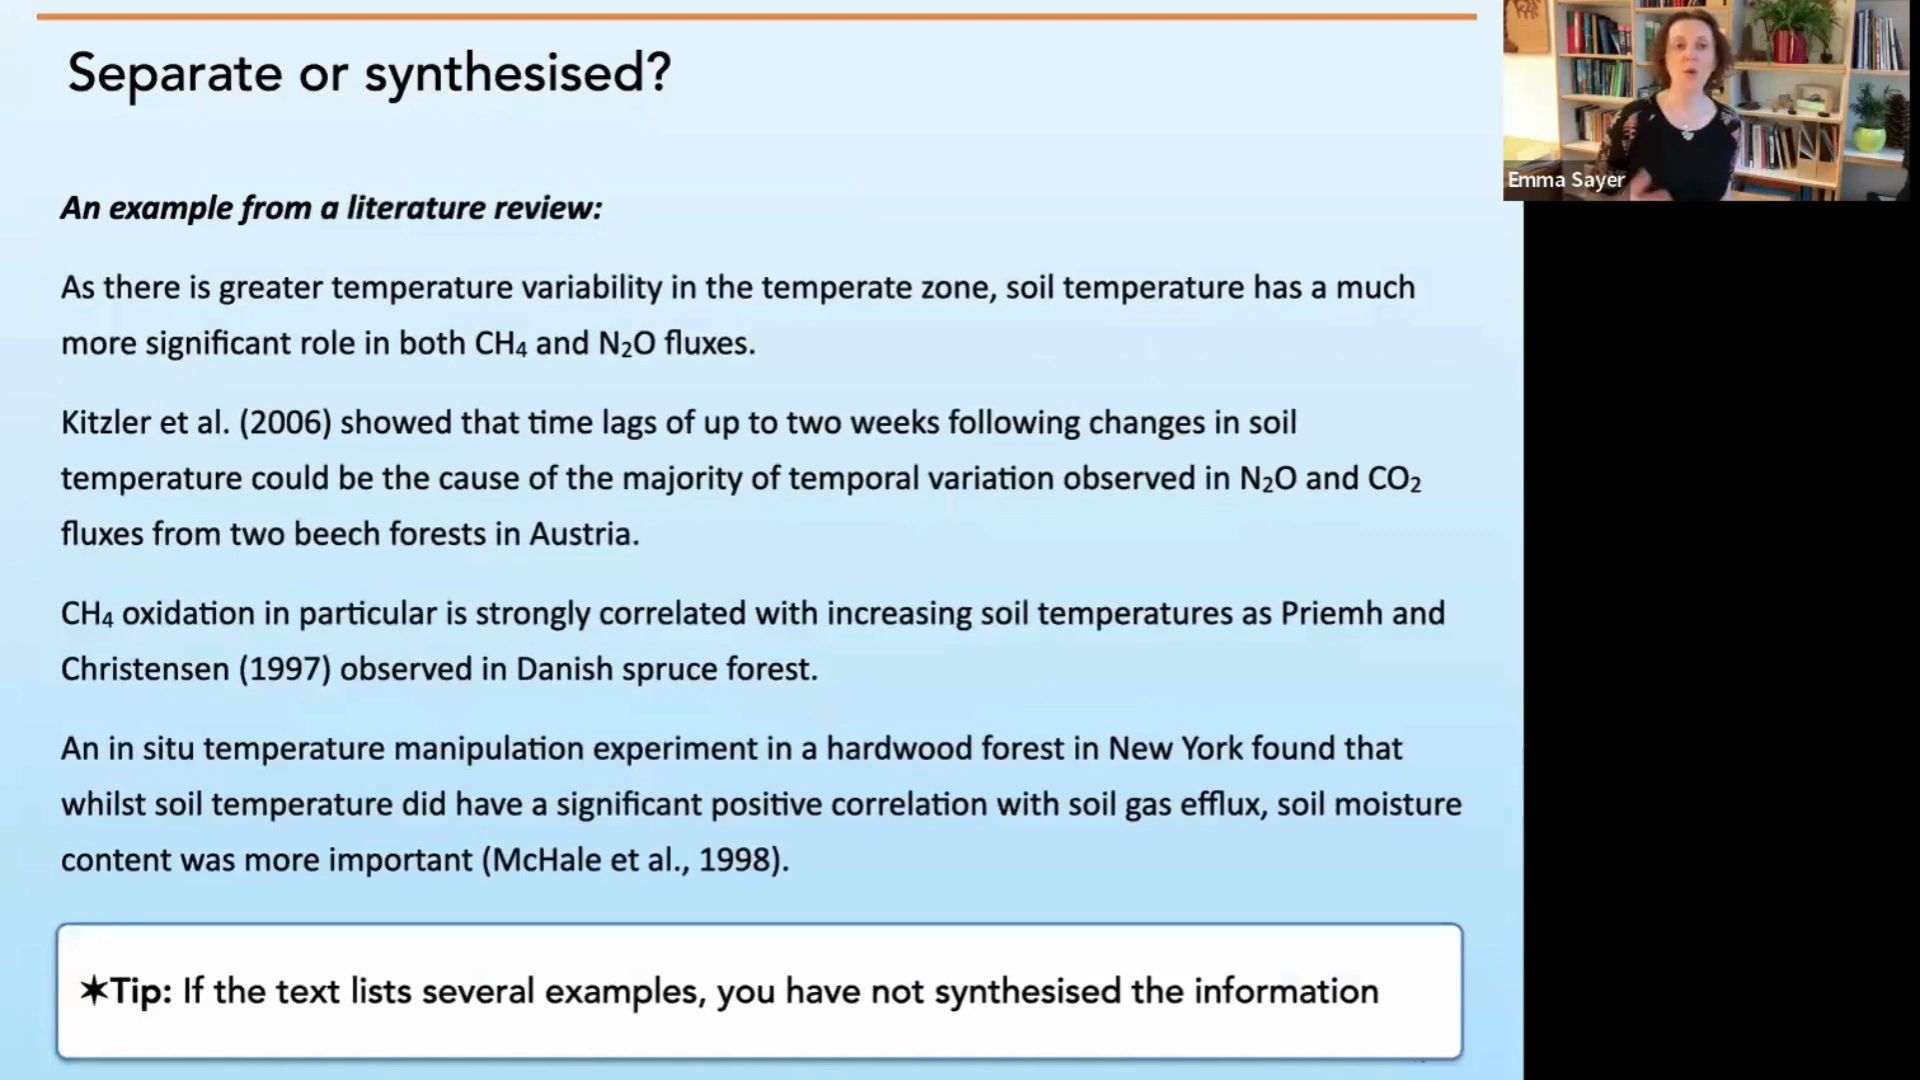 Separate or synthesised?
Emma Sayer
An example from a literature review:
As there is greater temperature variability in the temperate zone, soil temperature has a much
more significant role in both CH₄ and N₂O fluxes.
Kitzler et al. (2006) showed that time lags of up to two weeks following changes in soil
temperature could be the cause of the majority of temporal variation observed in N₂O and CO₂
fluxes from two beech forests in Austria.
CH₄ oxidation in particular is strongly correlated with increasing soil temperatures as Priemh and
Christensen (1997) observed in Danish spruce forest.
An in situ temperature manipulation experiment in a hardwood forest in New York found that
whilst soil temperature did have a significant positive correlation with soil gas efflux, soil moisture
content was more important (McHale et al., 1998).
✶Tip: If the text lists several examples, you have not synthesised the information